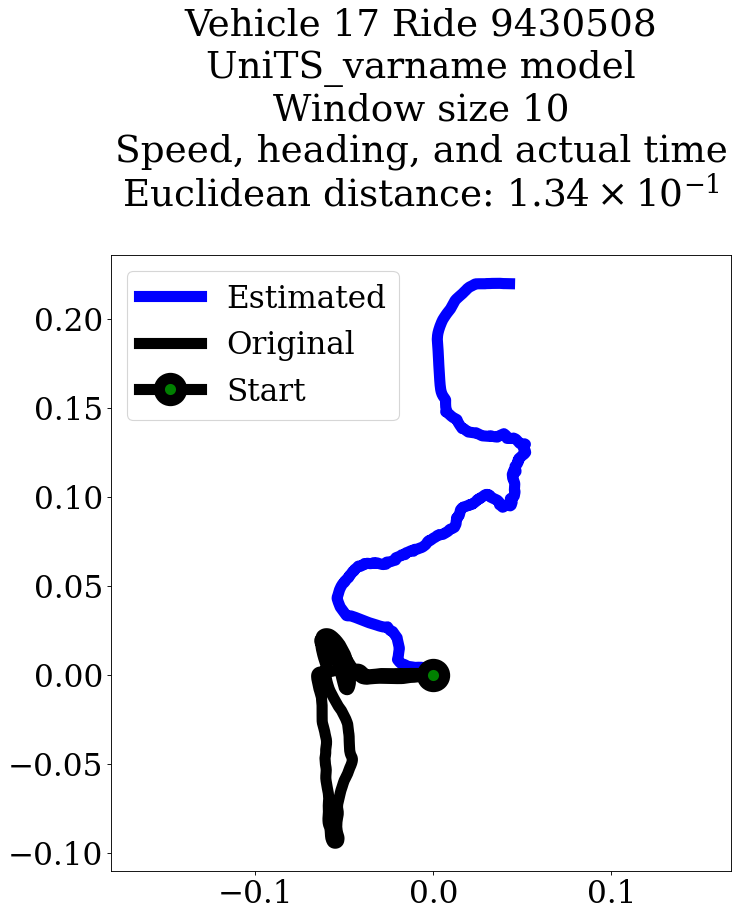 Vehicle 17 Ride 9430508
UniTS_varname model
Window size 10
Speed, heading, and actual time
Euclidean distance: 1.34 × 10⁻¹
Estimated
Original
Start
0.20
0.15
0.10
0.05
0.00
−0.05
−0.10
−0.1 0.0 0.1